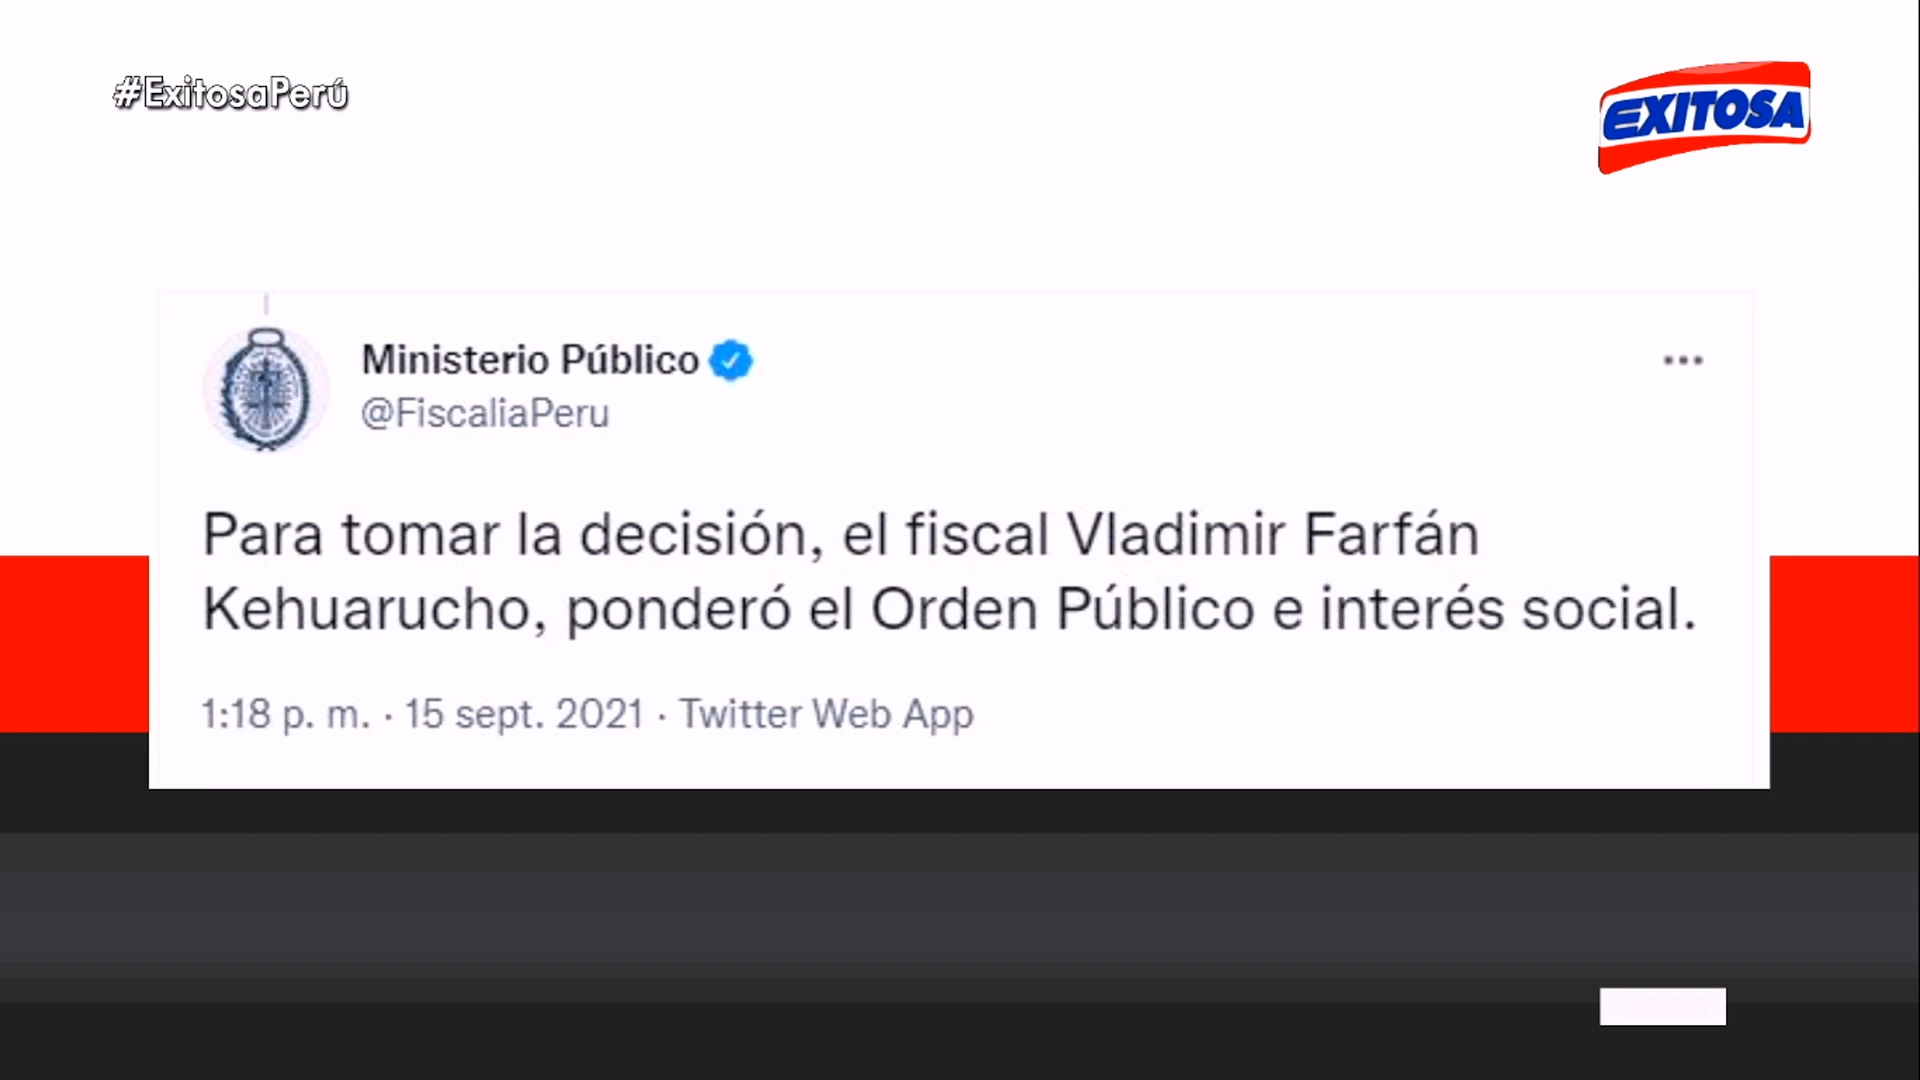 #ExitosaPerú
EXITOSA
Ministerio Público
@FiscaliaPeru
Para tomar la decisión, el fiscal Vladimir Farfán
Kehuarucho, ponderó el Orden Público e interés social.
1:18 p. m. · 15 sept. 2021 · Twitter Web App